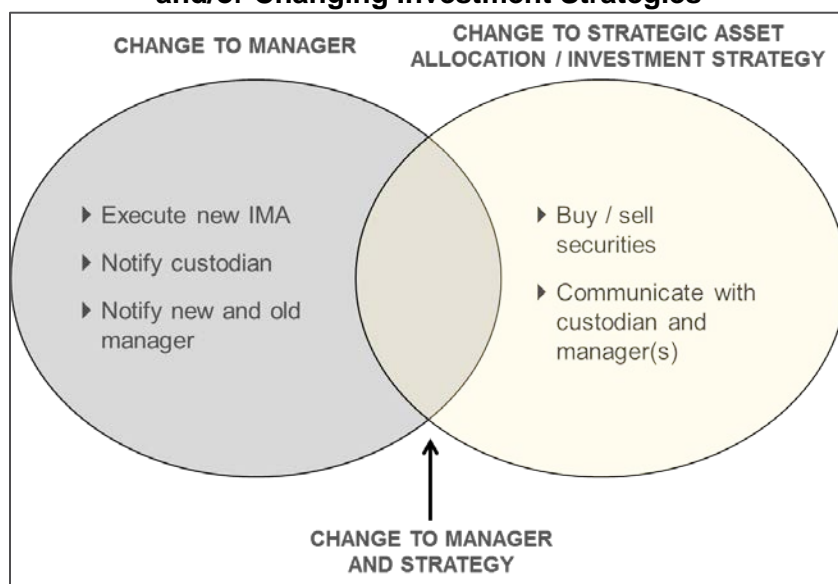 and/or Changing Investment Strategies
CHANGE TO MANAGER
CHANGE TO STRATEGIC ASSET
ALLOCATION / INVESTMENT STRATEGY
Execute new IMA
Notify custodian
Notify new and old
manager
Buy / sell
securities
Communicate with
custodian and
manager(s)
CHANGE TO MANAGER
AND STRATEGY